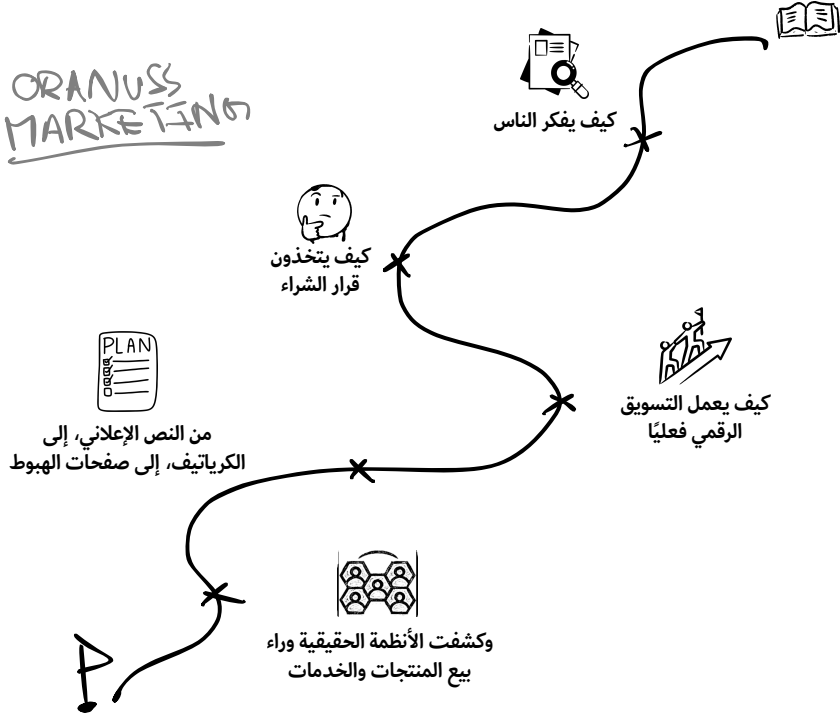 ORANUSS
MARKETING
كيف يفكر الناس
كيف يتخذون
قرار الشراء
كيف يعمل التسويق
الرقمي فعليًا
PLAN
من النص الإعلاني، إلى
الكرياتيف، إلى صفحات الهبوط
وكشفت الأنظمة الحقيقية وراء
بيع المنتجات والخدمات